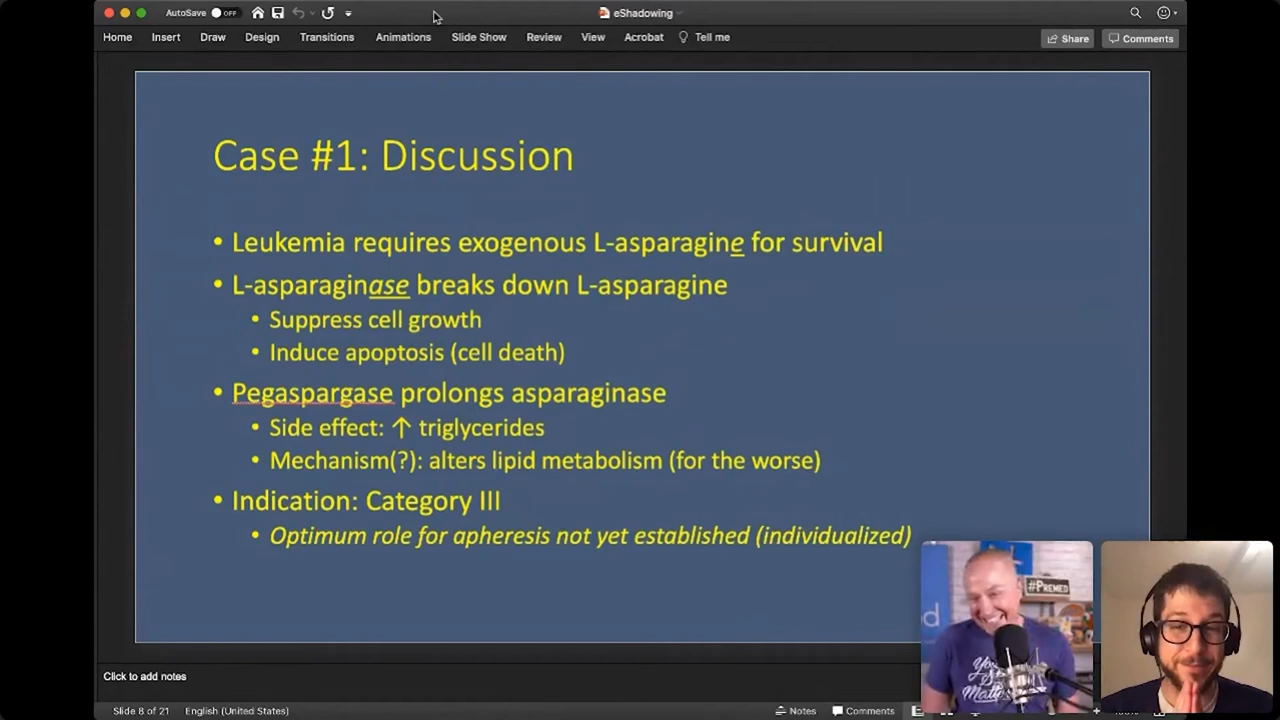 AutoSave OFF
eShadowing
Home Insert Draw Design Transitions Animations Slide Show Review View Acrobat Tell me
Share Comments
Case #1: Discussion
• Leukemia requires exogenous L-asparagine for survival
• L-asparaginase breaks down L-asparagine
• Suppress cell growth
• Induce apoptosis (cell death)
• Pegaspargase prolongs asparaginase
• Side effect: ↑ triglycerides
• Mechanism(?): alters lipid metabolism (for the worse)
• Indication: Category III
• Optimum role for apheresis not yet established (individualized)
#PREMED
Click to add notes
Slide 8 of 21 English (United States) Notes Comments